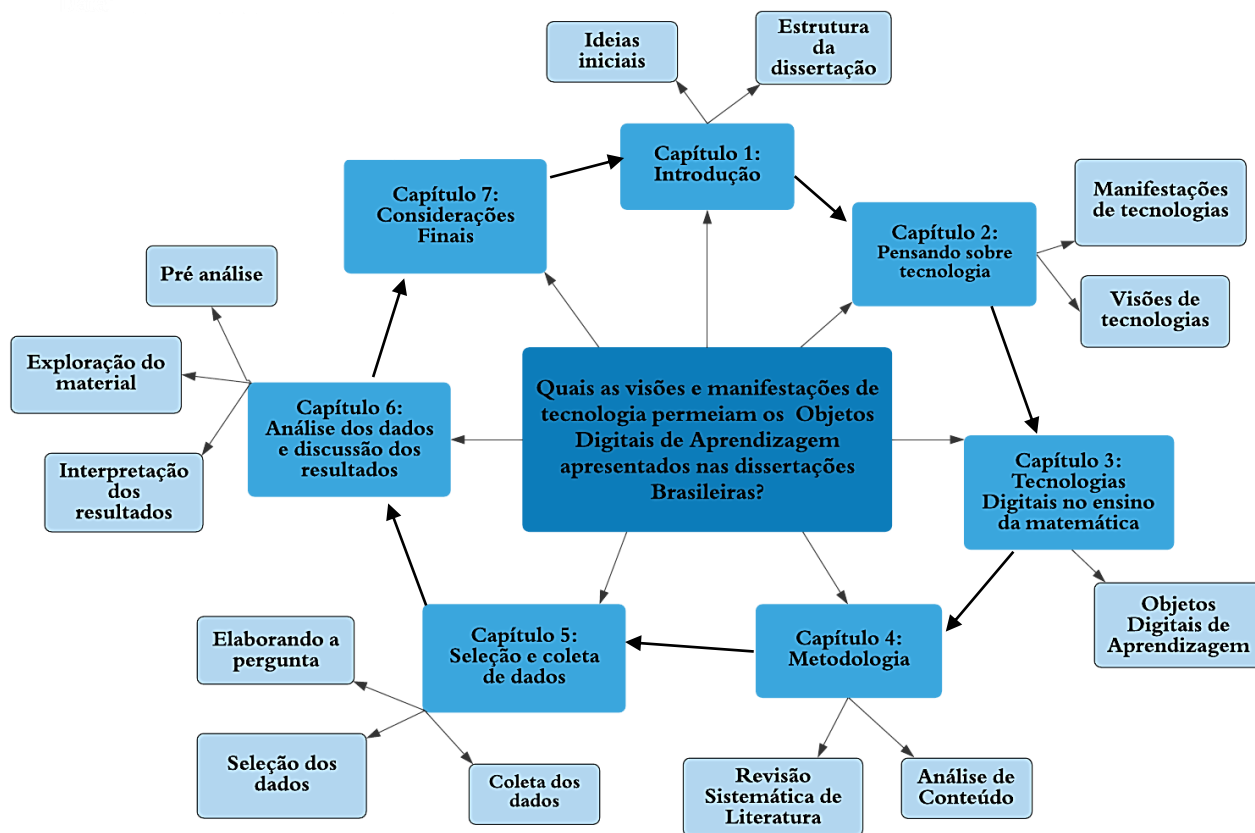 Ideias
iniciais
Estrutura
da
dissertação
Capítulo 1:
Introdução
Capítulo 7:
Considerações
Finais
Manifestações
de tecnologias
Capítulo 2:
Pensando sobre
tecnologia
Visões de
tecnologias
Pré análise
Exploração do
material
Interpretação
dos
resultados
Capítulo 6:
Análise dos dados
e discussão dos
resultados
Quais as visões e manifestações de
tecnologia permeiam os Objetos
Digitais de Aprendizagem
apresentados nas dissertações
Brasileiras?
Capítulo 3:
Tecnologias
Digitais no ensino
da matemática
Objetos
Digitais de
Aprendizagem
Capítulo 4:
Metodologia
Capítulo 5:
Seleção e coleta
de dados
Elaborando a
pergunta
Seleção dos
dados
Coleta dos
dados
Revisão
Sistemática de
Literatura
Análise de
Conteúdo